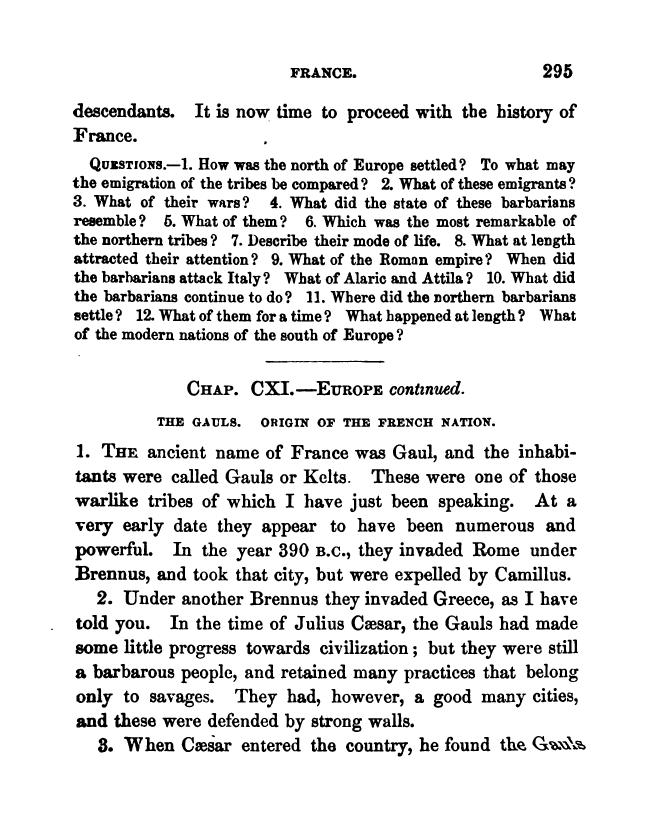 FRANCE. 295
descendants. It is now time to proceed with the history of
France.
QUESTIONS.—1. How was the north of Europe settled? To what may
the emigration of the tribes be compared? 2. What of these emigrants?
3. What of their wars? 4. What did the state of these barbarians
resemble? 5. What of them? 6. Which was the most remarkable of
the northern tribes? 7. Describe their mode of life. 8. What at length
attracted their attention? 9. What of the Roman empire? When did
the barbarians attack Italy? What of Alaric and Attila? 10. What did
the barbarians continue to do? 11. Where did the northern barbarians
settle? 12. What of them for a time? What happened at length? What
of the modern nations of the south of Europe?
CHAP. CXI.—EUROPE continued.
THE GAULS. ORIGIN OF THE FRENCH NATION.
1. THE ancient name of France was Gaul, and the inhabi-
tants were called Gauls or Kelts. These were one of those
warlike tribes of which I have just been speaking. At a
very early date they appear to have been numerous and
powerful. In the year 390 B.C., they invaded Rome under
Brennus, and took that city, but were expelled by Camillus.
2. Under another Brennus they invaded Greece, as I have
told you. In the time of Julius Cæsar, the Gauls had made
some little progress towards civilization; but they were still
a barbarous people, and retained many practices that belong
only to savages. They had, however, a good many cities,
and these were defended by strong walls.
3. When Cæsar entered the country, he found the Gauls